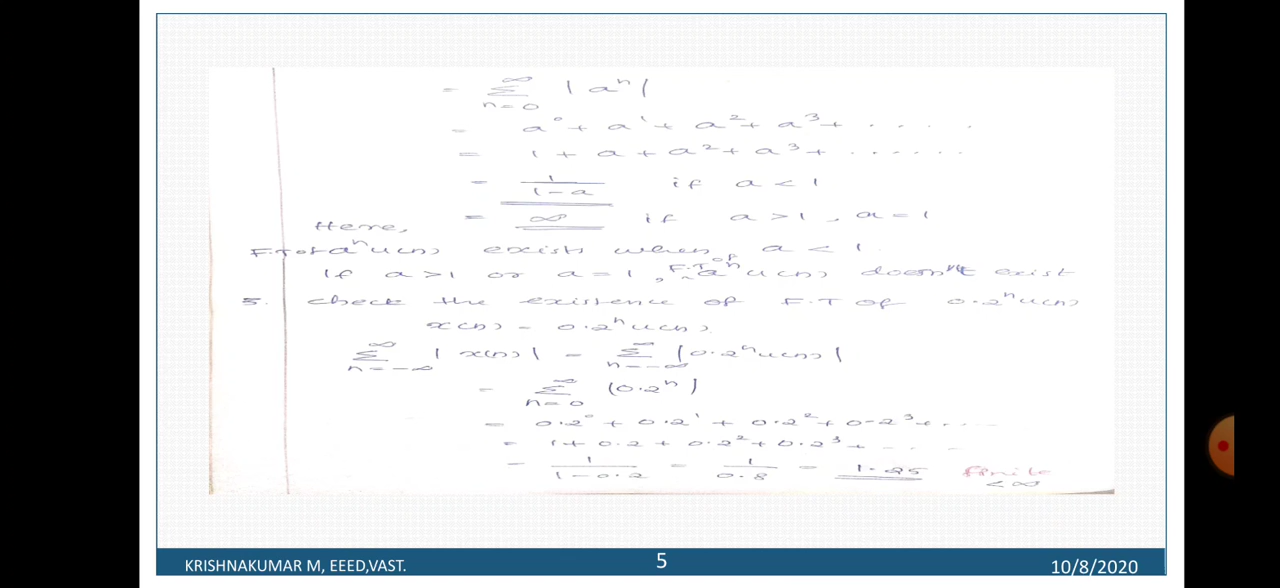 = Σ_{n=0}^{∞} |a^n|
= a^0 + a^1 + a^2 + a^3 + . . . . .
= 1 + a + a^2 + a^3 + . . . . . .
= 1/(1-a) if a < 1
= ∞ if a > 1, a = 1
Here,
F.T of a^n u(n) exists when a < 1
If a > 1 or a = 1, F.T of a^n u(n) doesn't exist
5. Check the existence of F.T of 0.2^n u(n)
x(n) = 0.2^n u(n).
Σ_{n=-∞}^{∞} |x(n)| = Σ_{n=-∞}^{∞} |0.2^n u(n)|
= Σ_{n=0}^{∞} |0.2^n|
= 0.2^0 + 0.2^1 + 0.2^2 + 0.2^3 + . . . .
= 1 + 0.2 + 0.2^2 + 0.2^3 + . . . .
= 1/(1-0.2) = 1/0.8 = 1.25 finite
< ∞
KRISHNAKUMAR M, EEED,VAST. 5 10/8/2020